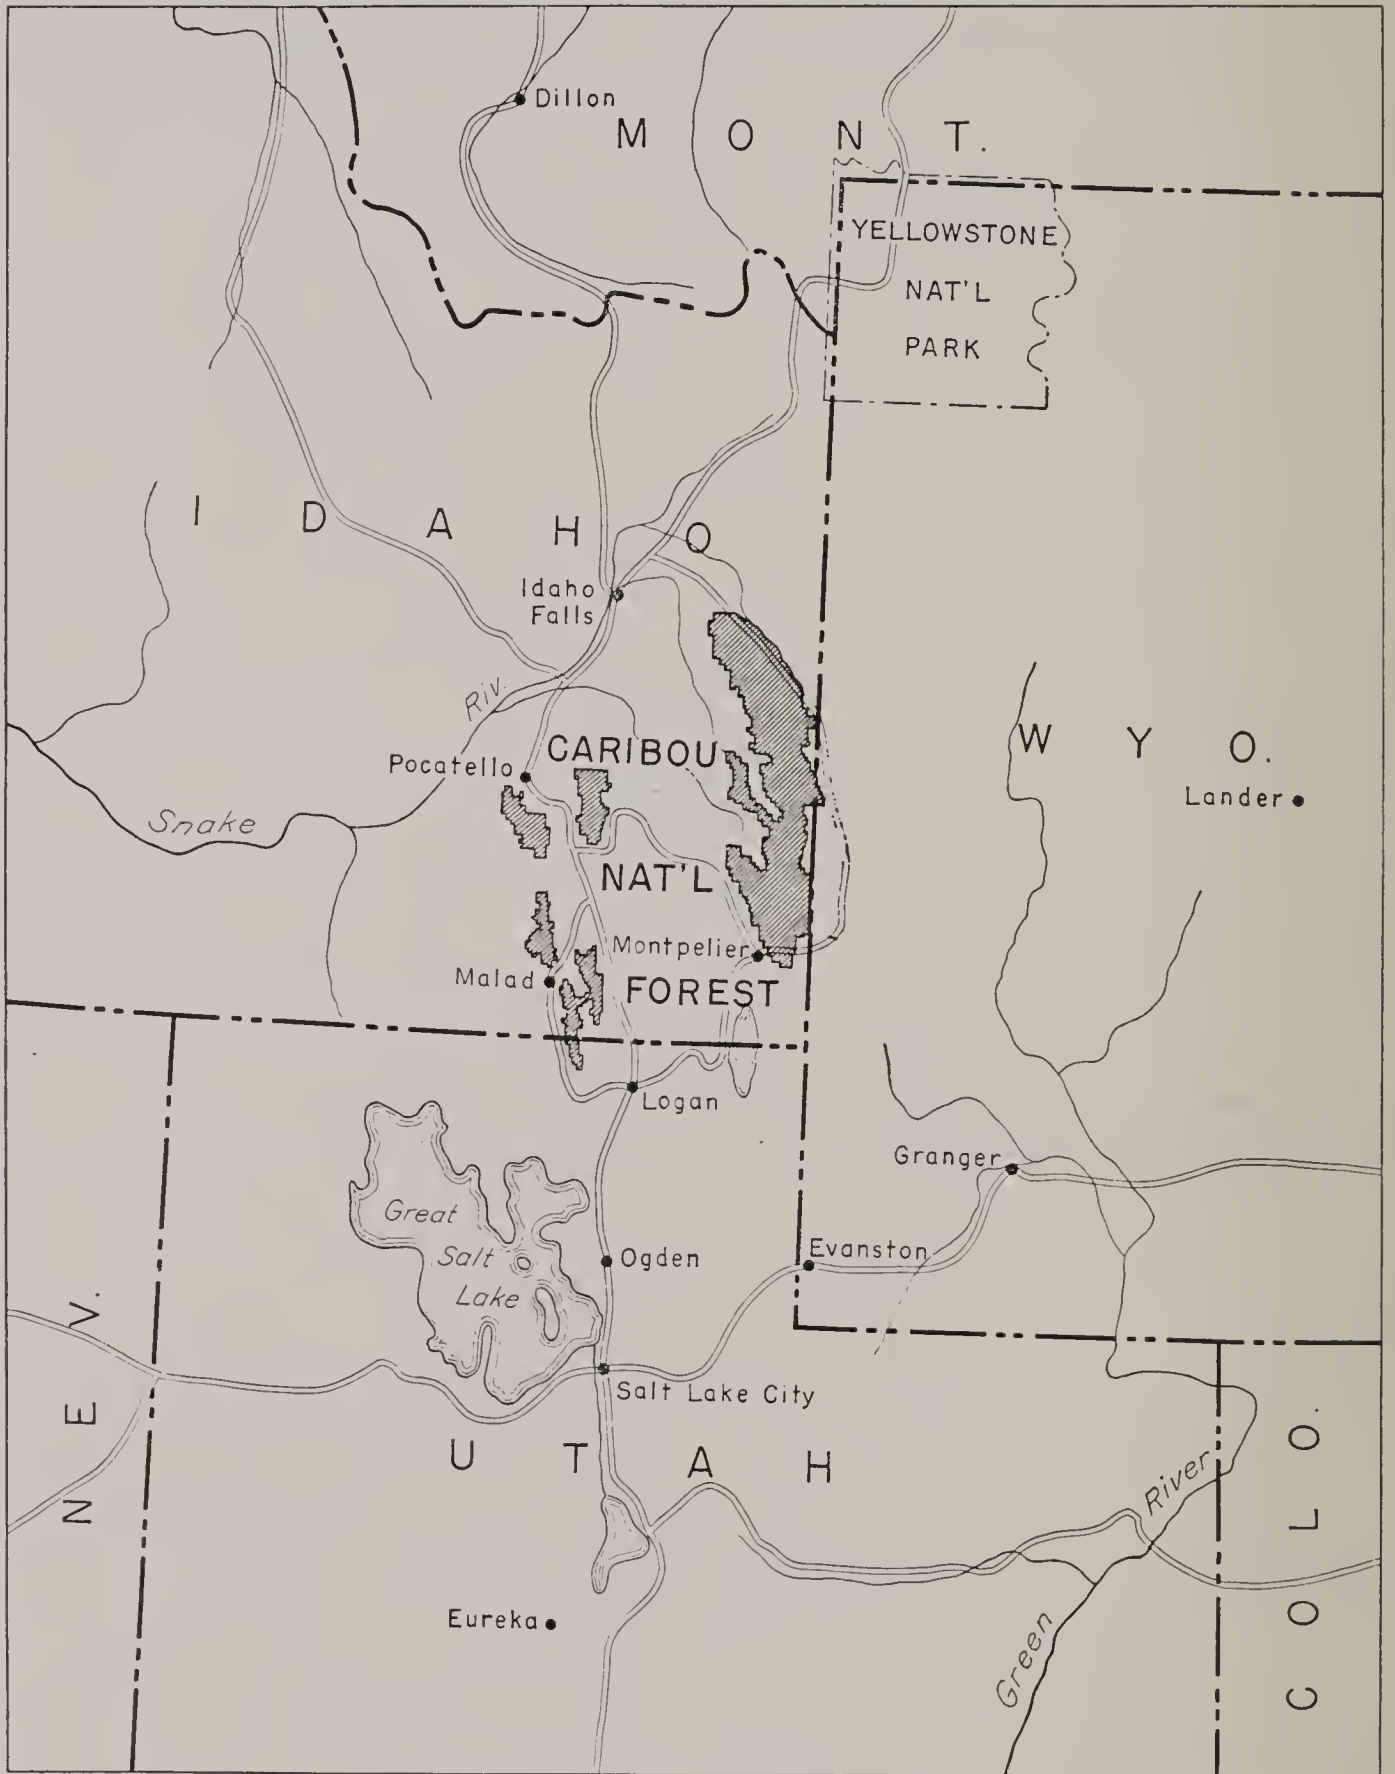 Dillon
M O N T.
YELLOWSTONE
NAT'L
PARK
I D A H O
Idaho
Falls
Riv.
CARIBOU
W Y O.
Pocatello
Lander
Snake
NAT'L
Montpelier
Malad
FOREST
Logan
Granger
Great
Salt
Lake
Ogden
Evanston
N E V.
Salt Lake City
U T A H
River
C O L O.
Eureka
Green